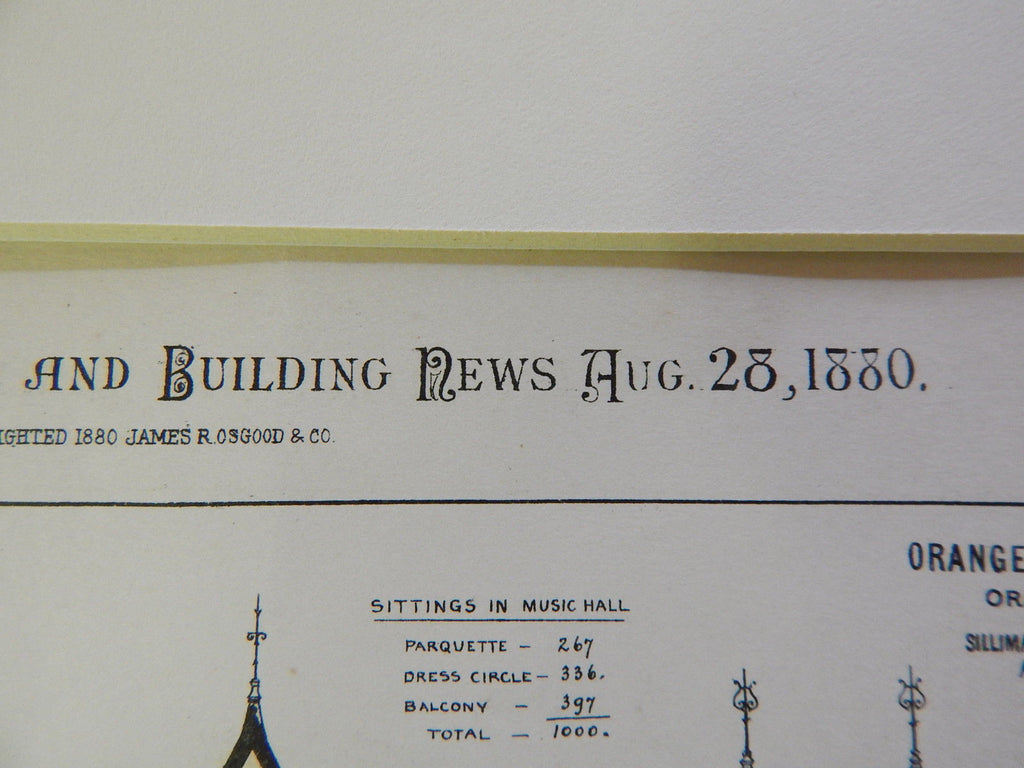 AND BUILDING NEWS AUG. 28, 1880.
IGHTED 1880 JAMES R. OSGOOD & CO.
ORANGE
OR
SITTINGS IN MUSIC HALL
SILLIMA
PARQUETTE - 267
DRESS CIRCLE - 336.
BALCONY - 397
TOTAL - 1000.